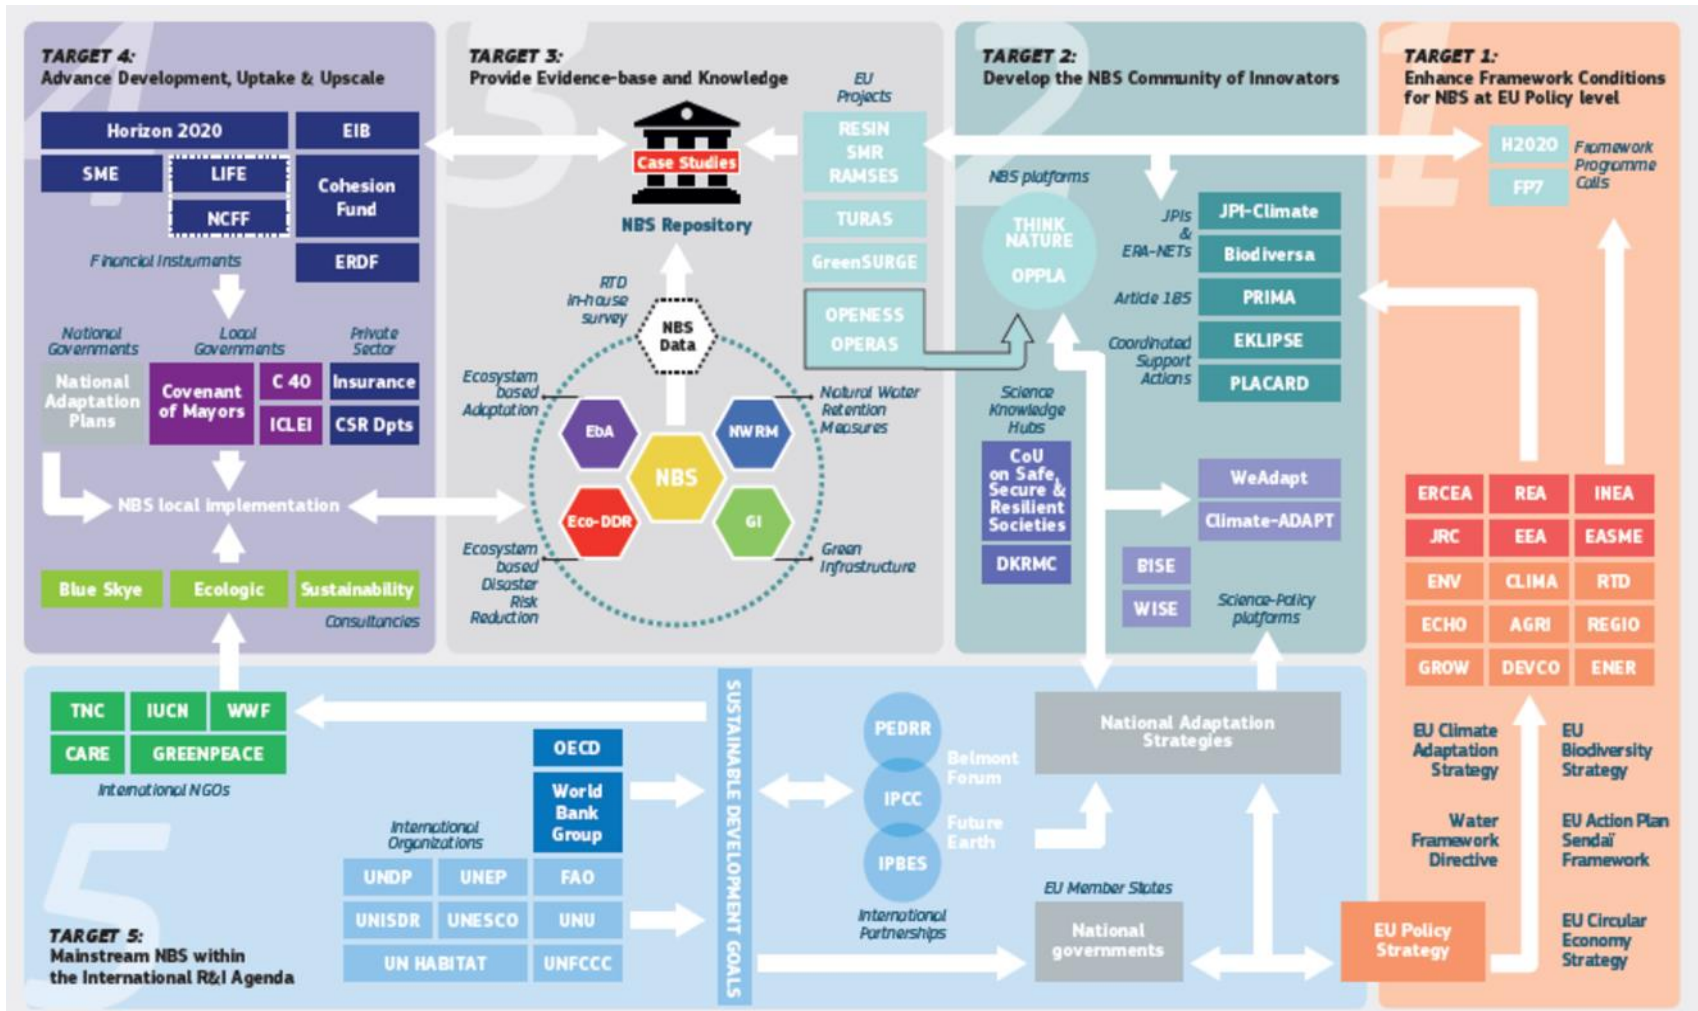 TARGET 4:
Advance Development, Uptake & Upscale
Horizon 2020
EIB
SME
LIFE
NCFF
Cohesion
Fund
ERDF
Financial Instruments
National
Governments
Local
Governments
Private
Sector
National
Adaptation
Plans
Covenant
of Mayors
C 40
ICLEI
Insurance
CSR Dpts
NBS local implementation
Blue Skye
Ecologic
Sustainability
Consultancies
4
TARGET 3:
Provide Evidence-base and Knowledge
3
Case Studies
NBS Repository
EU
Projects
RESIN
SMR
RAMSES
TURAS
GreenSURGE
OPENESS
OPERAS
RTD
in-house
survey
NBS
Data
Ecosystem
based
Adaptation
Natural Water
Retention
Measures
EbA
NWRM
NBS
Eco-DDR
GI
Ecosystem
based
Disaster
Risk
Reduction
Green
Infrastructure
TARGET 2:
Develop the NBS Community of Innovators
2
NBS platforms
THINK
NATURE
OPPLA
JPIs
&
ERA-NETs
JPI-Climate
Biodiversa
Article 185
PRIMA
Coordinated
Support
Actions
EKLIPSE
PLACARD
Science
Knowledge
Hubs
CoU
on Safe,
Secure &
Resilient
Societies
DKRMC
WeAdapt
Climate-ADAPT
BISE
WISE
Science-Policy
platforms
TARGET 1:
Enhance Framework Conditions
for NBS at EU Policy level
1
H2020
FP7
Framework
Programme
Calls
ERCEA
REA
INEA
JRC
EEA
EASME
ENV
CLIMA
RTD
ECHO
AGRI
REGIO
GROW
DEVCO
ENER
EU Climate
Adaptation
Strategy
EU
Biodiversity
Strategy
Water
Framework
Directive
EU Action Plan
Sendaï
Framework
EU Circular
Economy
Strategy
EU Policy
Strategy
TNC
IUCN
WWF
CARE
GREENPEACE
International NGOs
5
TARGET 5:
Mainstream NBS within
the International R&I Agenda
International
Organizations
OECD
World
Bank
Group
UNDP
UNEP
FAO
UNISDR
UNESCO
UNU
UN HABITAT
UNFCCC
SUSTAINABLE DEVELOPMENT GOALS
PEDRR
IPCC
IPBES
International
Partnerships
Belmont
Forum
Future
Earth
National Adaptation
Strategies
EU Member States
National
governments